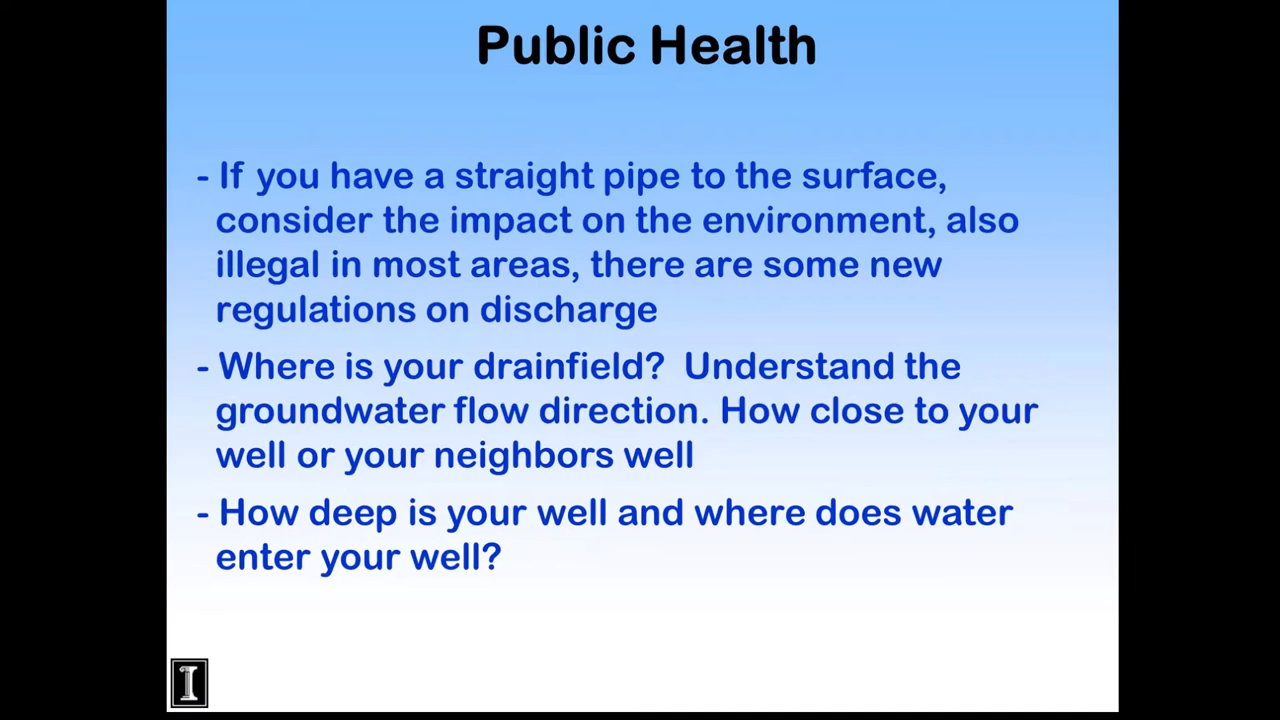 Public Health
- If you have a straight pipe to the surface,
consider the impact on the environment, also
illegal in most areas, there are some new
regulations on discharge
- Where is your drainfield?  Understand the
groundwater flow direction. How close to your
well or your neighbors well
- How deep is your well and where does water
enter your well?
I